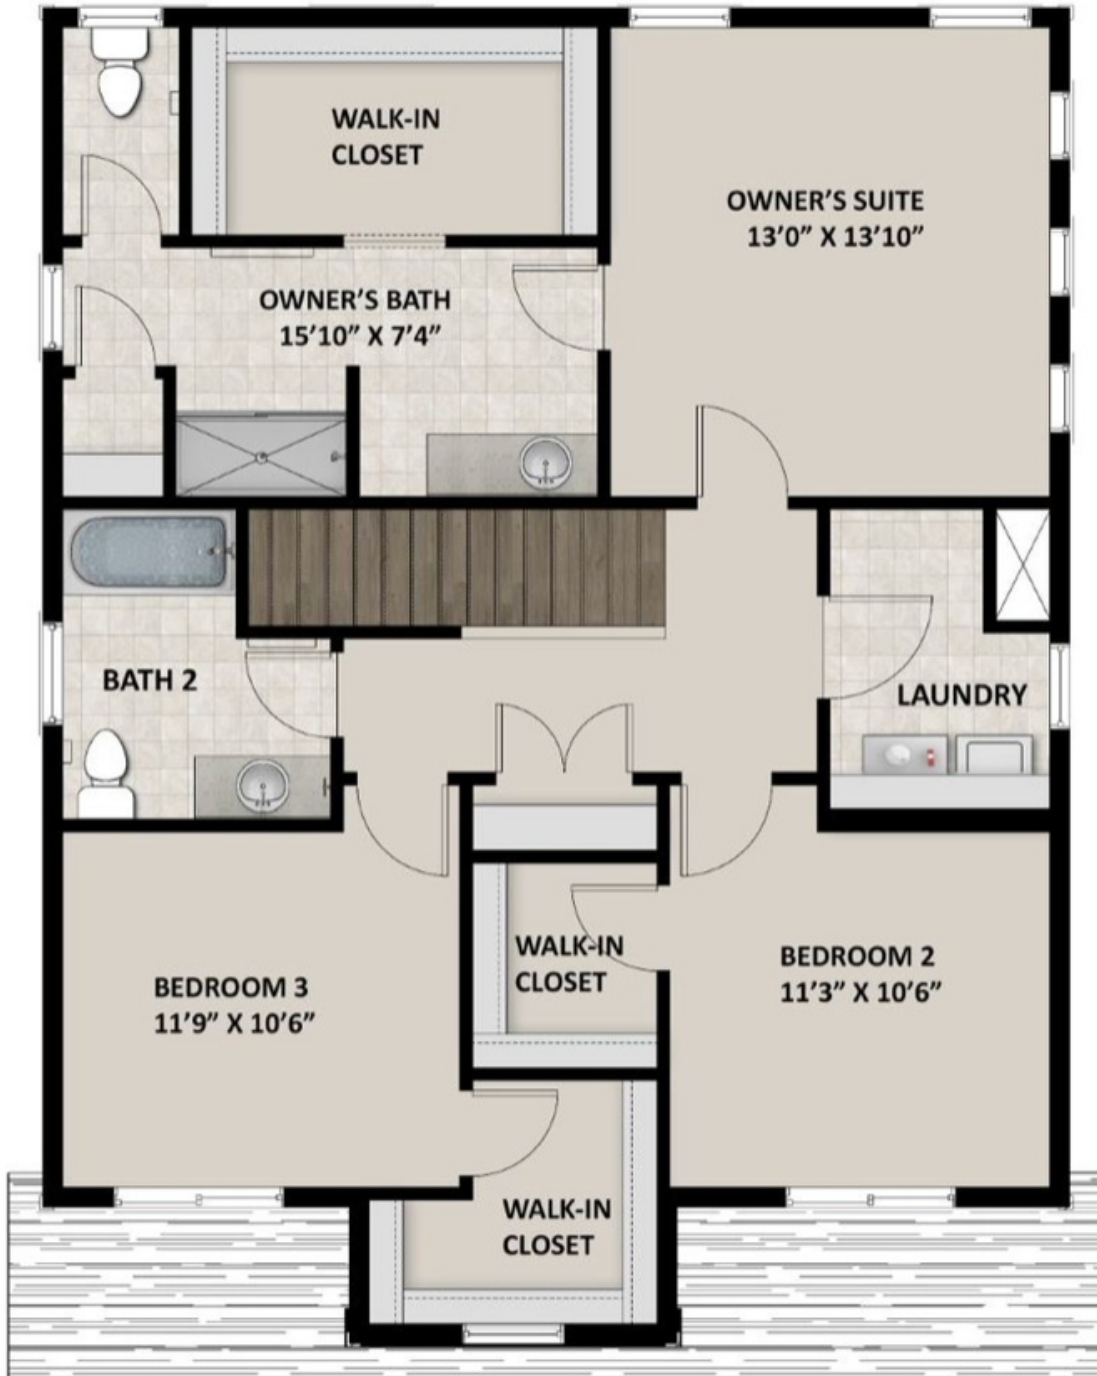 WALK-IN
CLOSET
OWNER’S SUITE
13’0” X 13’10”
OWNER’S BATH
15’10” X 7’4”
BATH 2
LAUNDRY
WALK-IN
CLOSET
BEDROOM 2
11’3” X 10’6”
BEDROOM 3
11’9” X 10’6”
WALK-IN
CLOSET